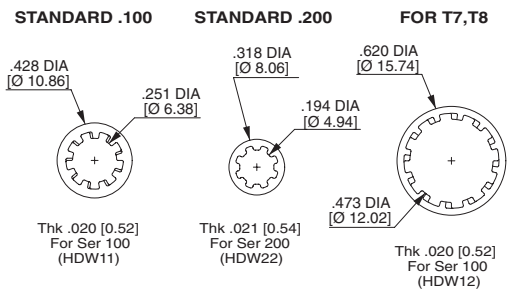 STANDARD .100
.428 DIA
[Ø 10.86]
.251 DIA
[Ø 6.38]
Thk .020 [0.52]
For Ser 100
(HDW11)
STANDARD .200
.318 DIA
[Ø 8.06]
.194 DIA
[Ø 4.94]
Thk .021 [0.54]
For Ser 200
(HDW22)
FOR T7,T8
.620 DIA
[Ø 15.74]
.473 DIA
[Ø 12.02]
Thk .020 [0.52]
For Ser 100
(HDW12)